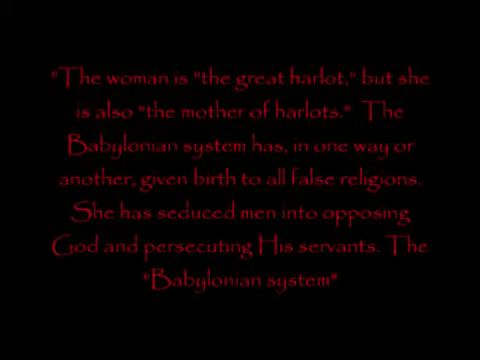 "The woman is "the great harlot," but she
is also "the mother of harlots." The
Babylonian system has, in one way or
another, given birth to all false religions.
She has seduced men into opposing
God and persecuting His servants. The
"Babylonian system"